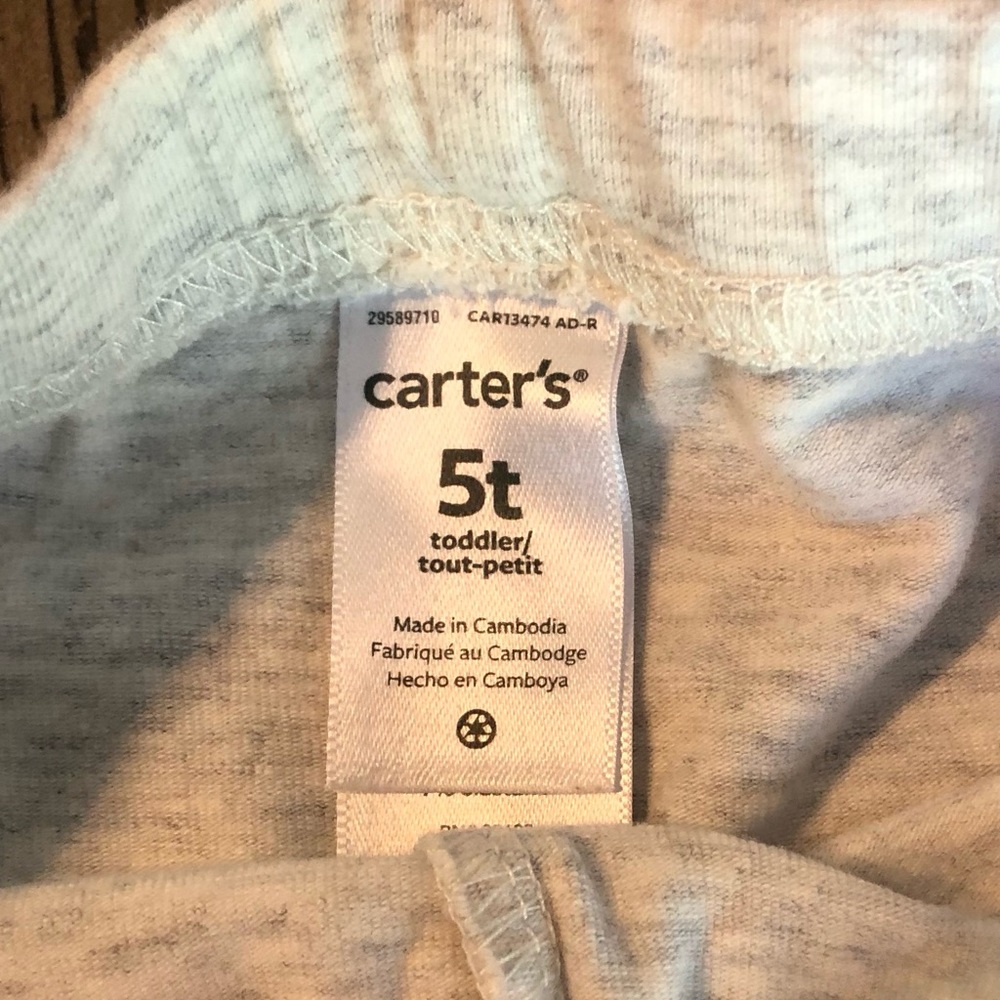 29589710 CAR13474 AD-R
carter's®
5t
toddler/
tout-petit
Made in Cambodia
Fabriqué au Cambodge
Hecho en Camboya